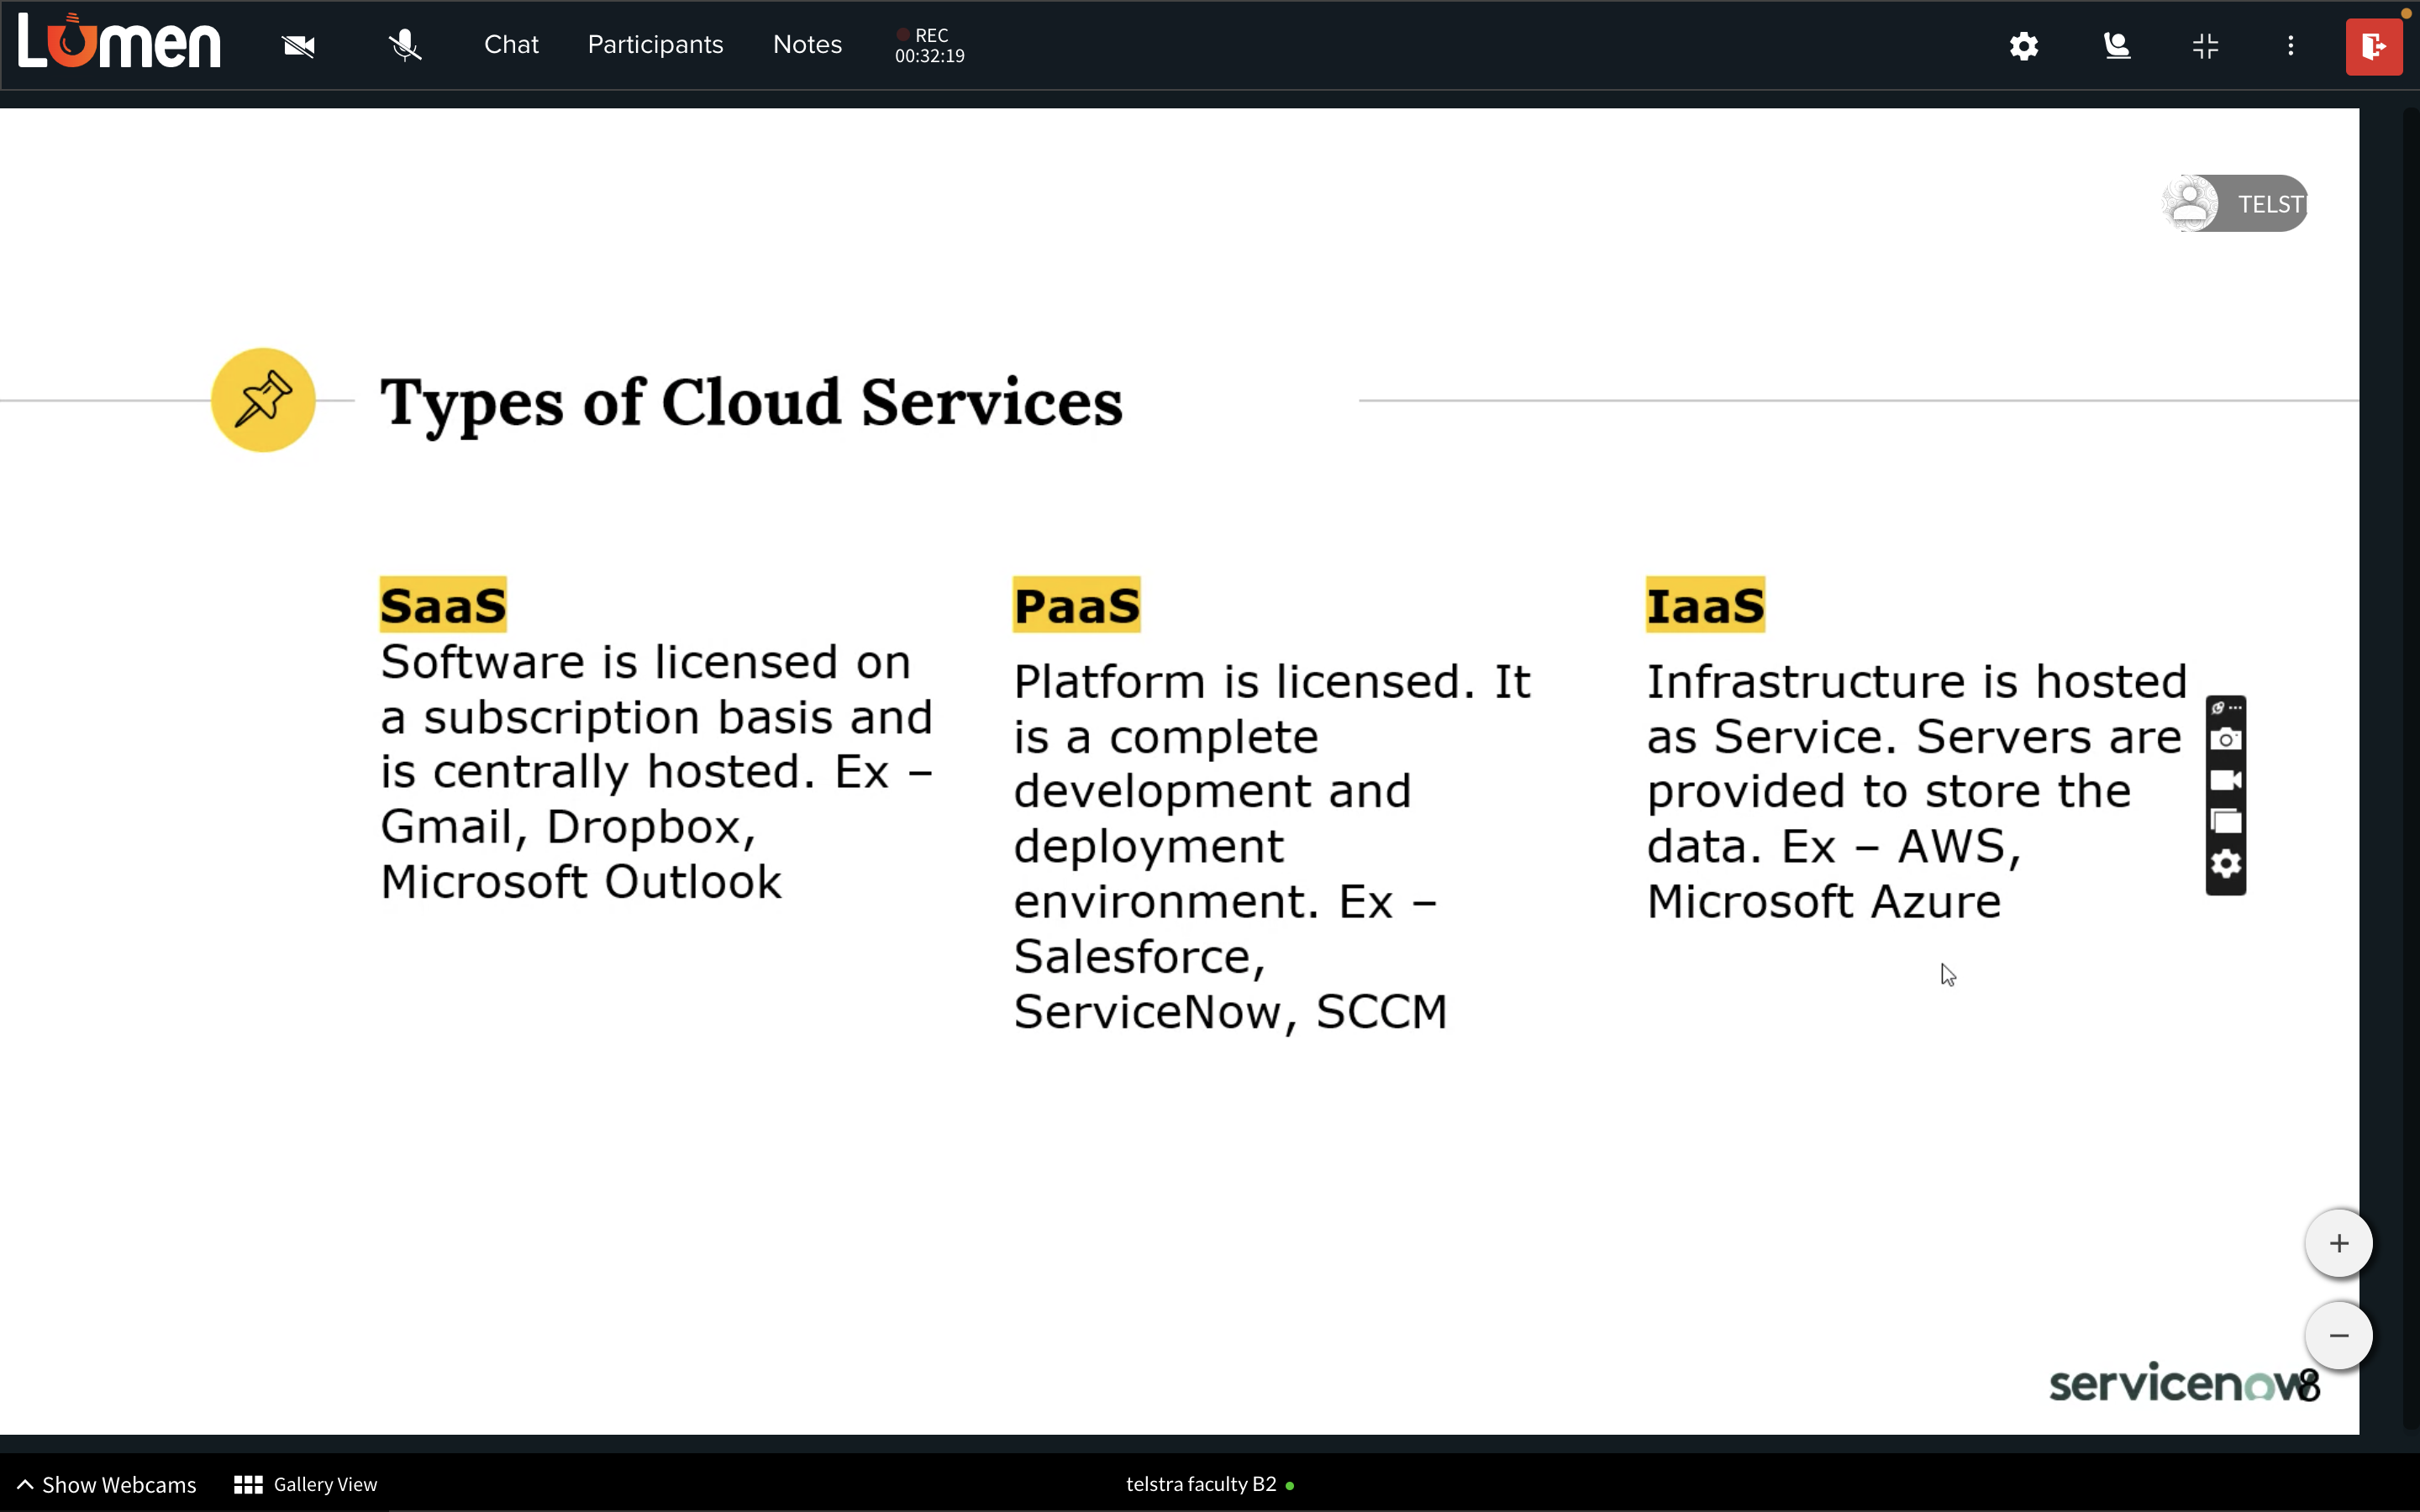 Lumen
Chat
Participants
Notes
REC
00:32:19
TELST
Types of Cloud Services
SaaS
Software is licensed on
a subscription basis and
is centrally hosted. Ex –
Gmail, Dropbox,
Microsoft Outlook
PaaS
Platform is licensed. It
is a complete
development and
deployment
environment. Ex –
Salesforce,
ServiceNow, SCCM
IaaS
Infrastructure is hosted
as Service. Servers are
provided to store the
data. Ex – AWS,
Microsoft Azure
servicenow
8
Show Webcams
Gallery View
telstra faculty B2